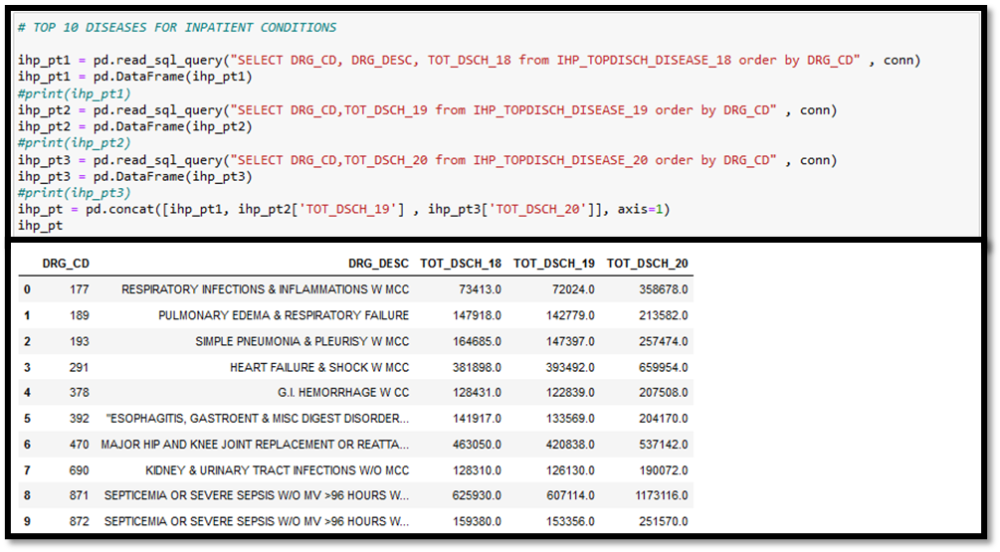 # TOP 10 DISEASES FOR INPATIENT CONDITIONS
ihp_pt1 = pd.read_sql_query("SELECT DRG_CD, DRG_DESC, TOT_DSCH_18 from IHP_TOPDISCH_DISEASE_18 order by DRG_CD" , conn)
ihp_pt1 = pd.DataFrame(ihp_pt1)
#print(ihp_pt1)
ihp_pt2 = pd.read_sql_query("SELECT DRG_CD,TOT_DSCH_19 from IHP_TOPDISCH_DISEASE_19 order by DRG_CD" , conn)
ihp_pt2 = pd.DataFrame(ihp_pt2)
#print(ihp_pt2)
ihp_pt3 = pd.read_sql_query("SELECT DRG_CD,TOT_DSCH_20 from IHP_TOPDISCH_DISEASE_20 order by DRG_CD" , conn)
ihp_pt3 = pd.DataFrame(ihp_pt3)
#print(ihp_pt3)
ihp_pt = pd.concat([ihp_pt1, ihp_pt2['TOT_DSCH_19'] , ihp_pt3['TOT_DSCH_20']], axis=1)
ihp_pt
DRG_CD DRG_DESC TOT_DSCH_18 TOT_DSCH_19 TOT_DSCH_20
0 177 RESPIRATORY INFECTIONS & INFLAMMATIONS W MCC 73413.0 72024.0 358678.0
1 189 PULMONARY EDEMA & RESPIRATORY FAILURE 147918.0 142779.0 213582.0
2 193 SIMPLE PNEUMONIA & PLEURISY W MCC 164685.0 147397.0 257474.0
3 291 HEART FAILURE & SHOCK W MCC 381898.0 393492.0 659954.0
4 378 G.I. HEMORRHAGE W CC 128431.0 122839.0 207508.0
5 392 "ESOPHAGITIS, GASTROENT & MISC DIGEST DISORDER... 141917.0 133569.0 204170.0
6 470 MAJOR HIP AND KNEE JOINT REPLACEMENT OR REATTA... 463050.0 420838.0 537142.0
7 690 KIDNEY & URINARY TRACT INFECTIONS W/O MCC 128310.0 126130.0 190072.0
8 871 SEPTICEMIA OR SEVERE SEPSIS W/O MV >96 HOURS W... 625930.0 607114.0 1173116.0
9 872 SEPTICEMIA OR SEVERE SEPSIS W/O MV >96 HOURS W... 159380.0 153356.0 251570.0